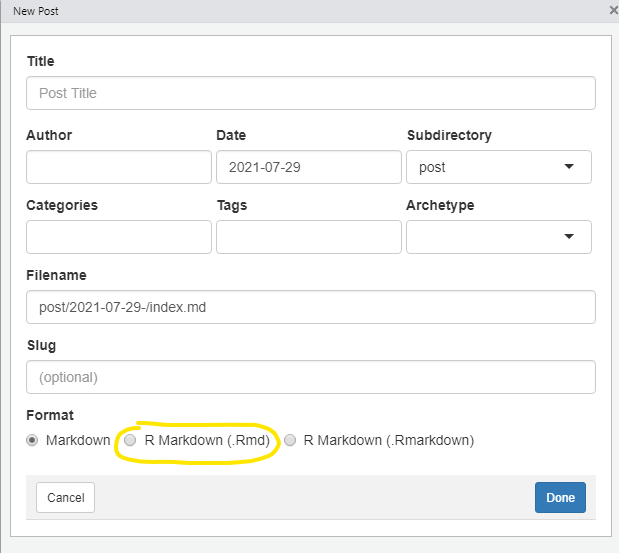 New Post
Title
Post Title
Author Date Subdirectory
2021-07-29 post
Categories Tags Archetype
Filename
post/2021-07-29-/index.md
Slug
(optional)
Format
Markdown R Markdown (.Rmd) R Markdown (.Rmarkdown)
Cancel Done